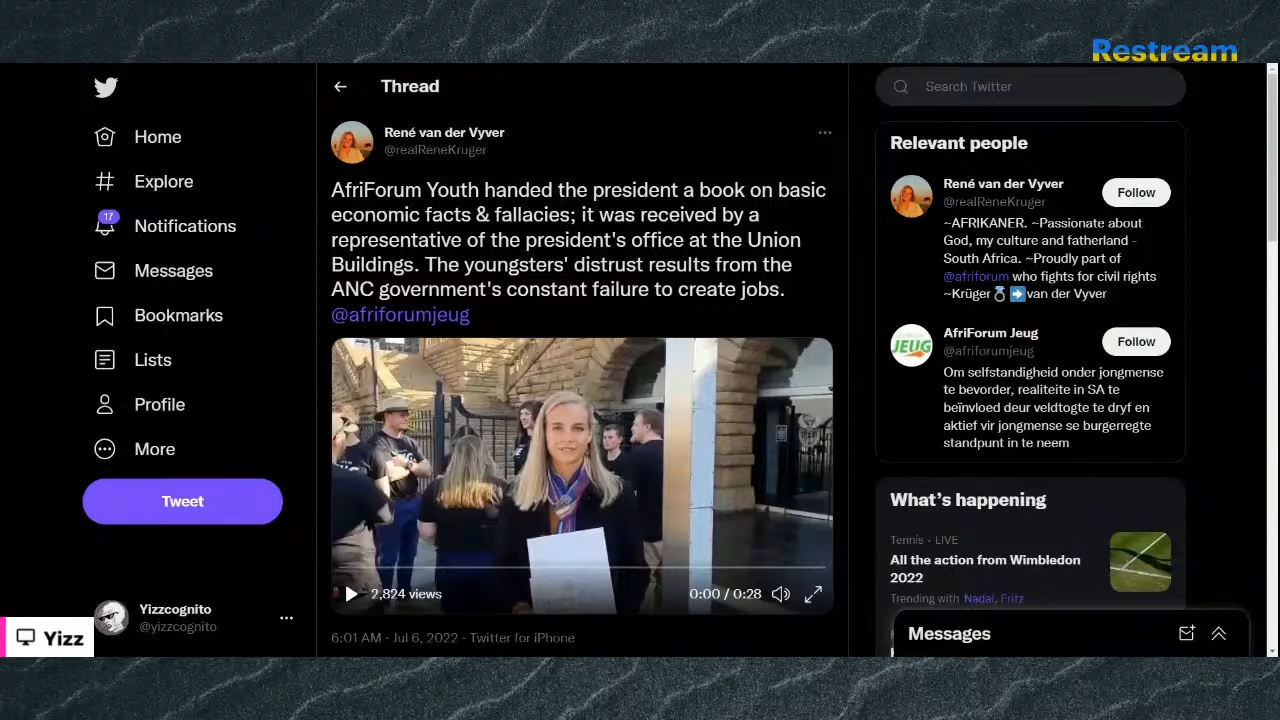 Restream
Home
Explore
17
Notifications
Messages
Bookmarks
Lists
Profile
More
Tweet
Yizzcognito
@yizzcognito
Yizz
Thread
René van der Vyver
@realReneKruger
AfriForum Youth handed the president a book on basic
economic facts & fallacies; it was received by a
representative of the president's office at the Union
Buildings. The youngsters' distrust results from the
ANC government's constant failure to create jobs.
@afriforumjeug
2,824 views
0:00 / 0:28
6:01 AM · Jul 6, 2022 · Twitter for iPhone
Search Twitter
Relevant people
René van der Vyver
@realReneKruger
Follow
~AFRIKANER. ~Passionate about
God, my culture and fatherland -
South Africa. ~Proudly part of
@afriforum who fights for civil rights
~Krüger💍➡️van der Vyver
JEUG
AfriForum Jeug
@afriforumjeug
Follow
Om selfstandigheid onder jongmense
te bevorder, realiteite in SA te
beïnvloed deur veldtogte te dryf en
aktief vir jongmense se burgerregte
standpunt in te neem
What's happening
Tennis · LIVE
All the action from Wimbledon
2022
Trending with Nadal, Fritz
Messages